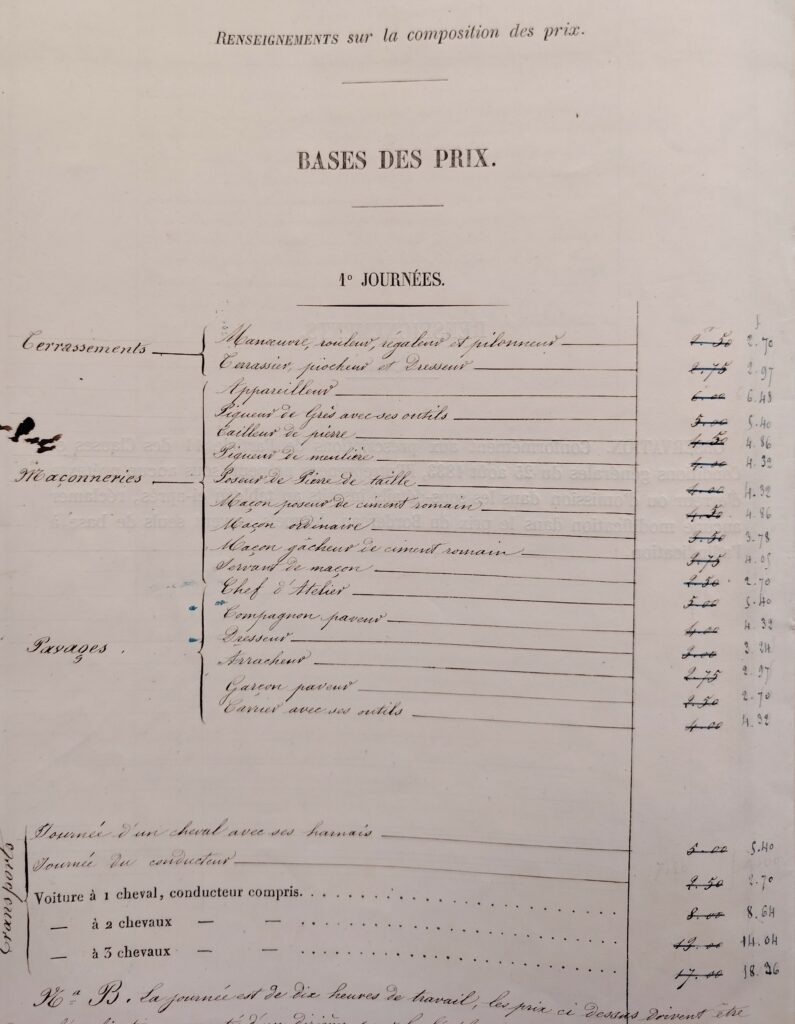 RENSEIGNEMENTS sur la composition des prix.
BASES DES PRIX.
1º JOURNÉES.
f
Terrassements { Manœuvre, rouleur, régaleur et pilonneur 2.50 2.70
Terrassier, piocheur et Dresseur 2.75 2.97
Maçonneries { Appareilleur 6.00 6.48
Piqueur de Grès avec ses outils 5.00 5.40
Tailleur de pierre 4.50 4.86
Piqueur de meulière 4.00 4.32
Poseur de Pierre de taille 4.00 4.32
Maçon poseur de ciment romain 4.50 4.86
Maçon ordinaire 3.50 3.78
Maçon gâcheur de ciment romain 3.75 4.05
Servant de maçon 2.50 2.70
Pavages { Chef d'Atelier 5.00 5.40
Compagnon paveur 4.00 4.32
Dresseur 3.00 3.24
Arracheur 2.75 2.97
Garçon paveur 2.50 2.70
Carrier avec ses outils 4.00 4.32
Transports { Journée d'un cheval avec ses harnais 5.00 5.40
Journée du conducteur 2.50 2.70
Voiture à 1 cheval, conducteur compris. 8.00 8.64
— à 2 chevaux — — 13.00 14.04
— à 3 chevaux — — 17.00 18.36
Nª B. La journée est de dix heures de travail, les prix ci dessus doivent être